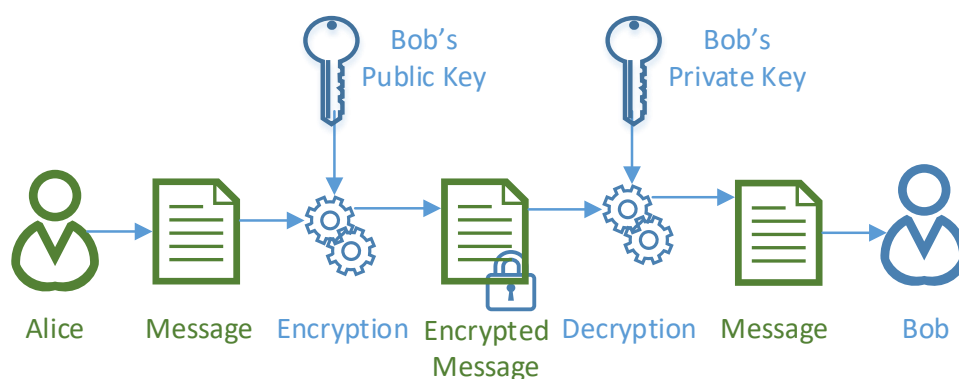 Bob's
Public Key
Bob's
Private Key
Alice
Message
Encryption
Encrypted
Message
Decryption
Message
Bob